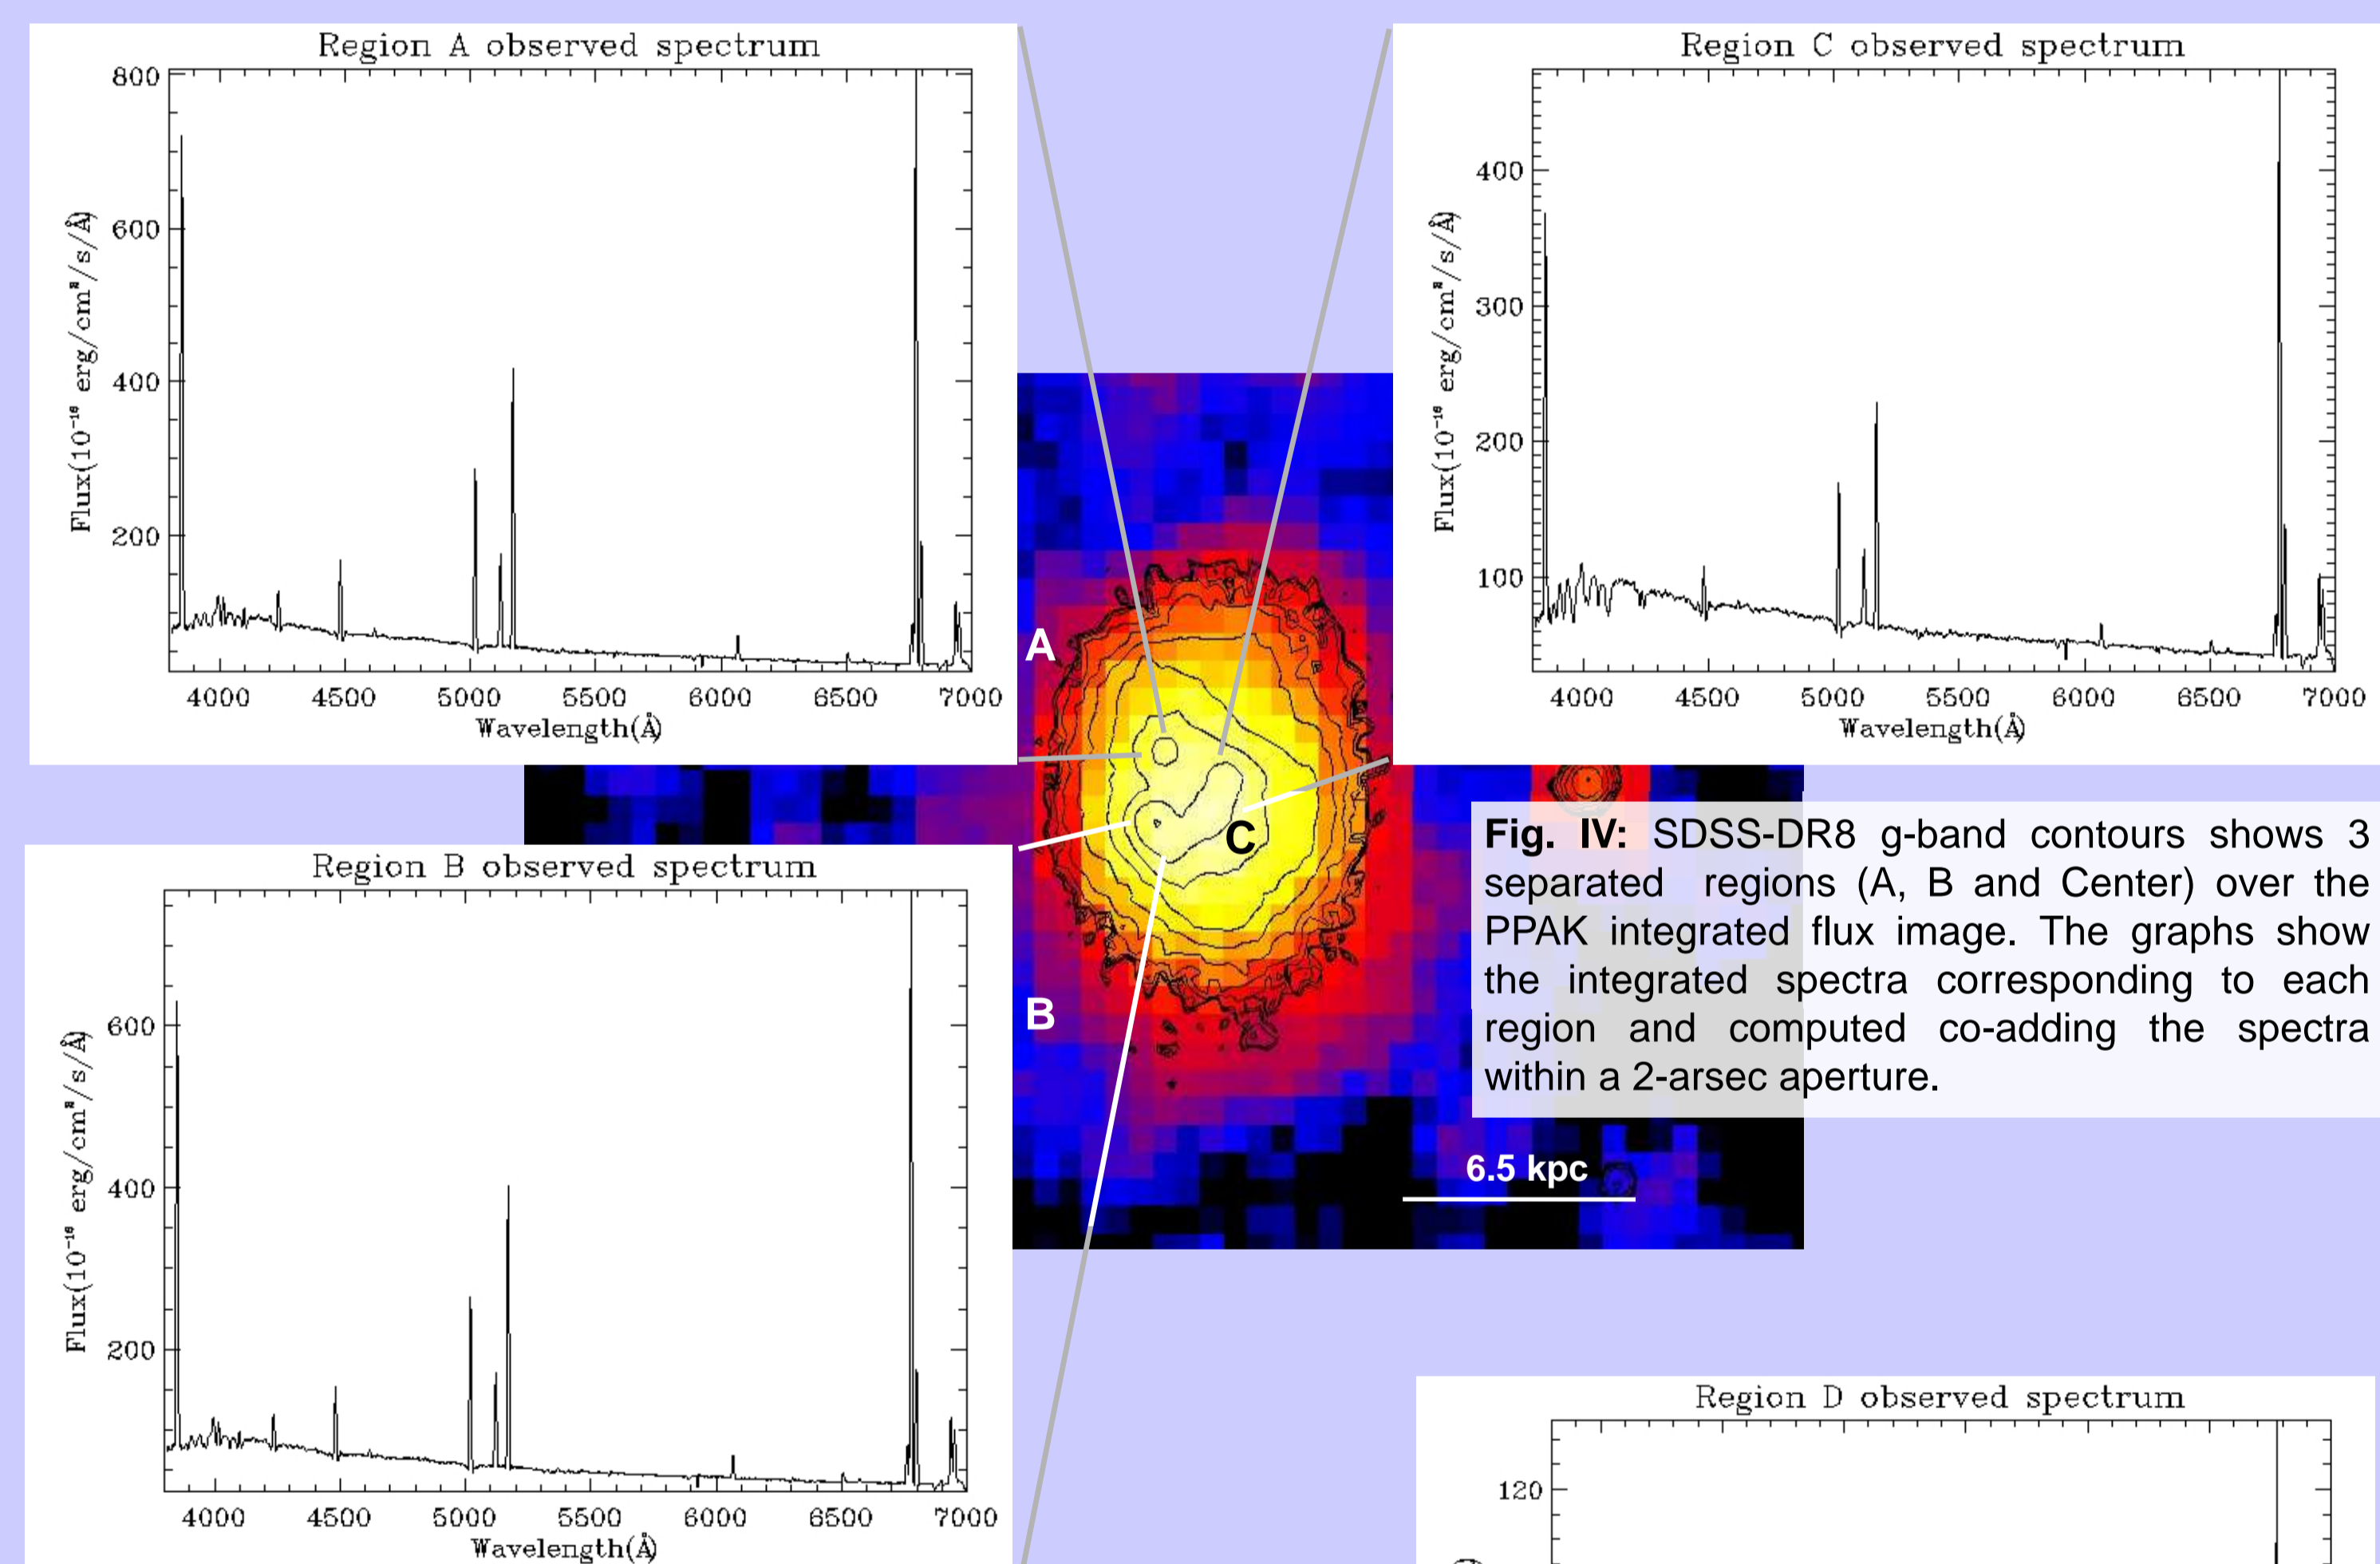 Region A observed spectrum
800
600
400
200
Flux(10⁻¹⁶ erg/cm²/s/Å)
4000 4500 5000 5500 6000 6500 7000
Wavelength(Å)
Region C observed spectrum
400
300
200
100
Flux(10⁻¹⁶ erg/cm²/s/Å)
4000 4500 5000 5500 6000 6500 7000
Wavelength(Å)
A
C
B
6.5 kpc
Fig. IV: SDSS-DR8 g-band contours shows 3
separated regions (A, B and Center) over the
PPAK integrated flux image. The graphs show
the integrated spectra corresponding to each
region and computed co-adding the spectra
within a 2-arsec aperture.
Region B observed spectrum
600
400
200
Flux(10⁻¹⁶ erg/cm²/s/Å)
4000 4500 5000 5500 6000 6500 7000
Wavelength(Å)
Region D observed spectrum
120